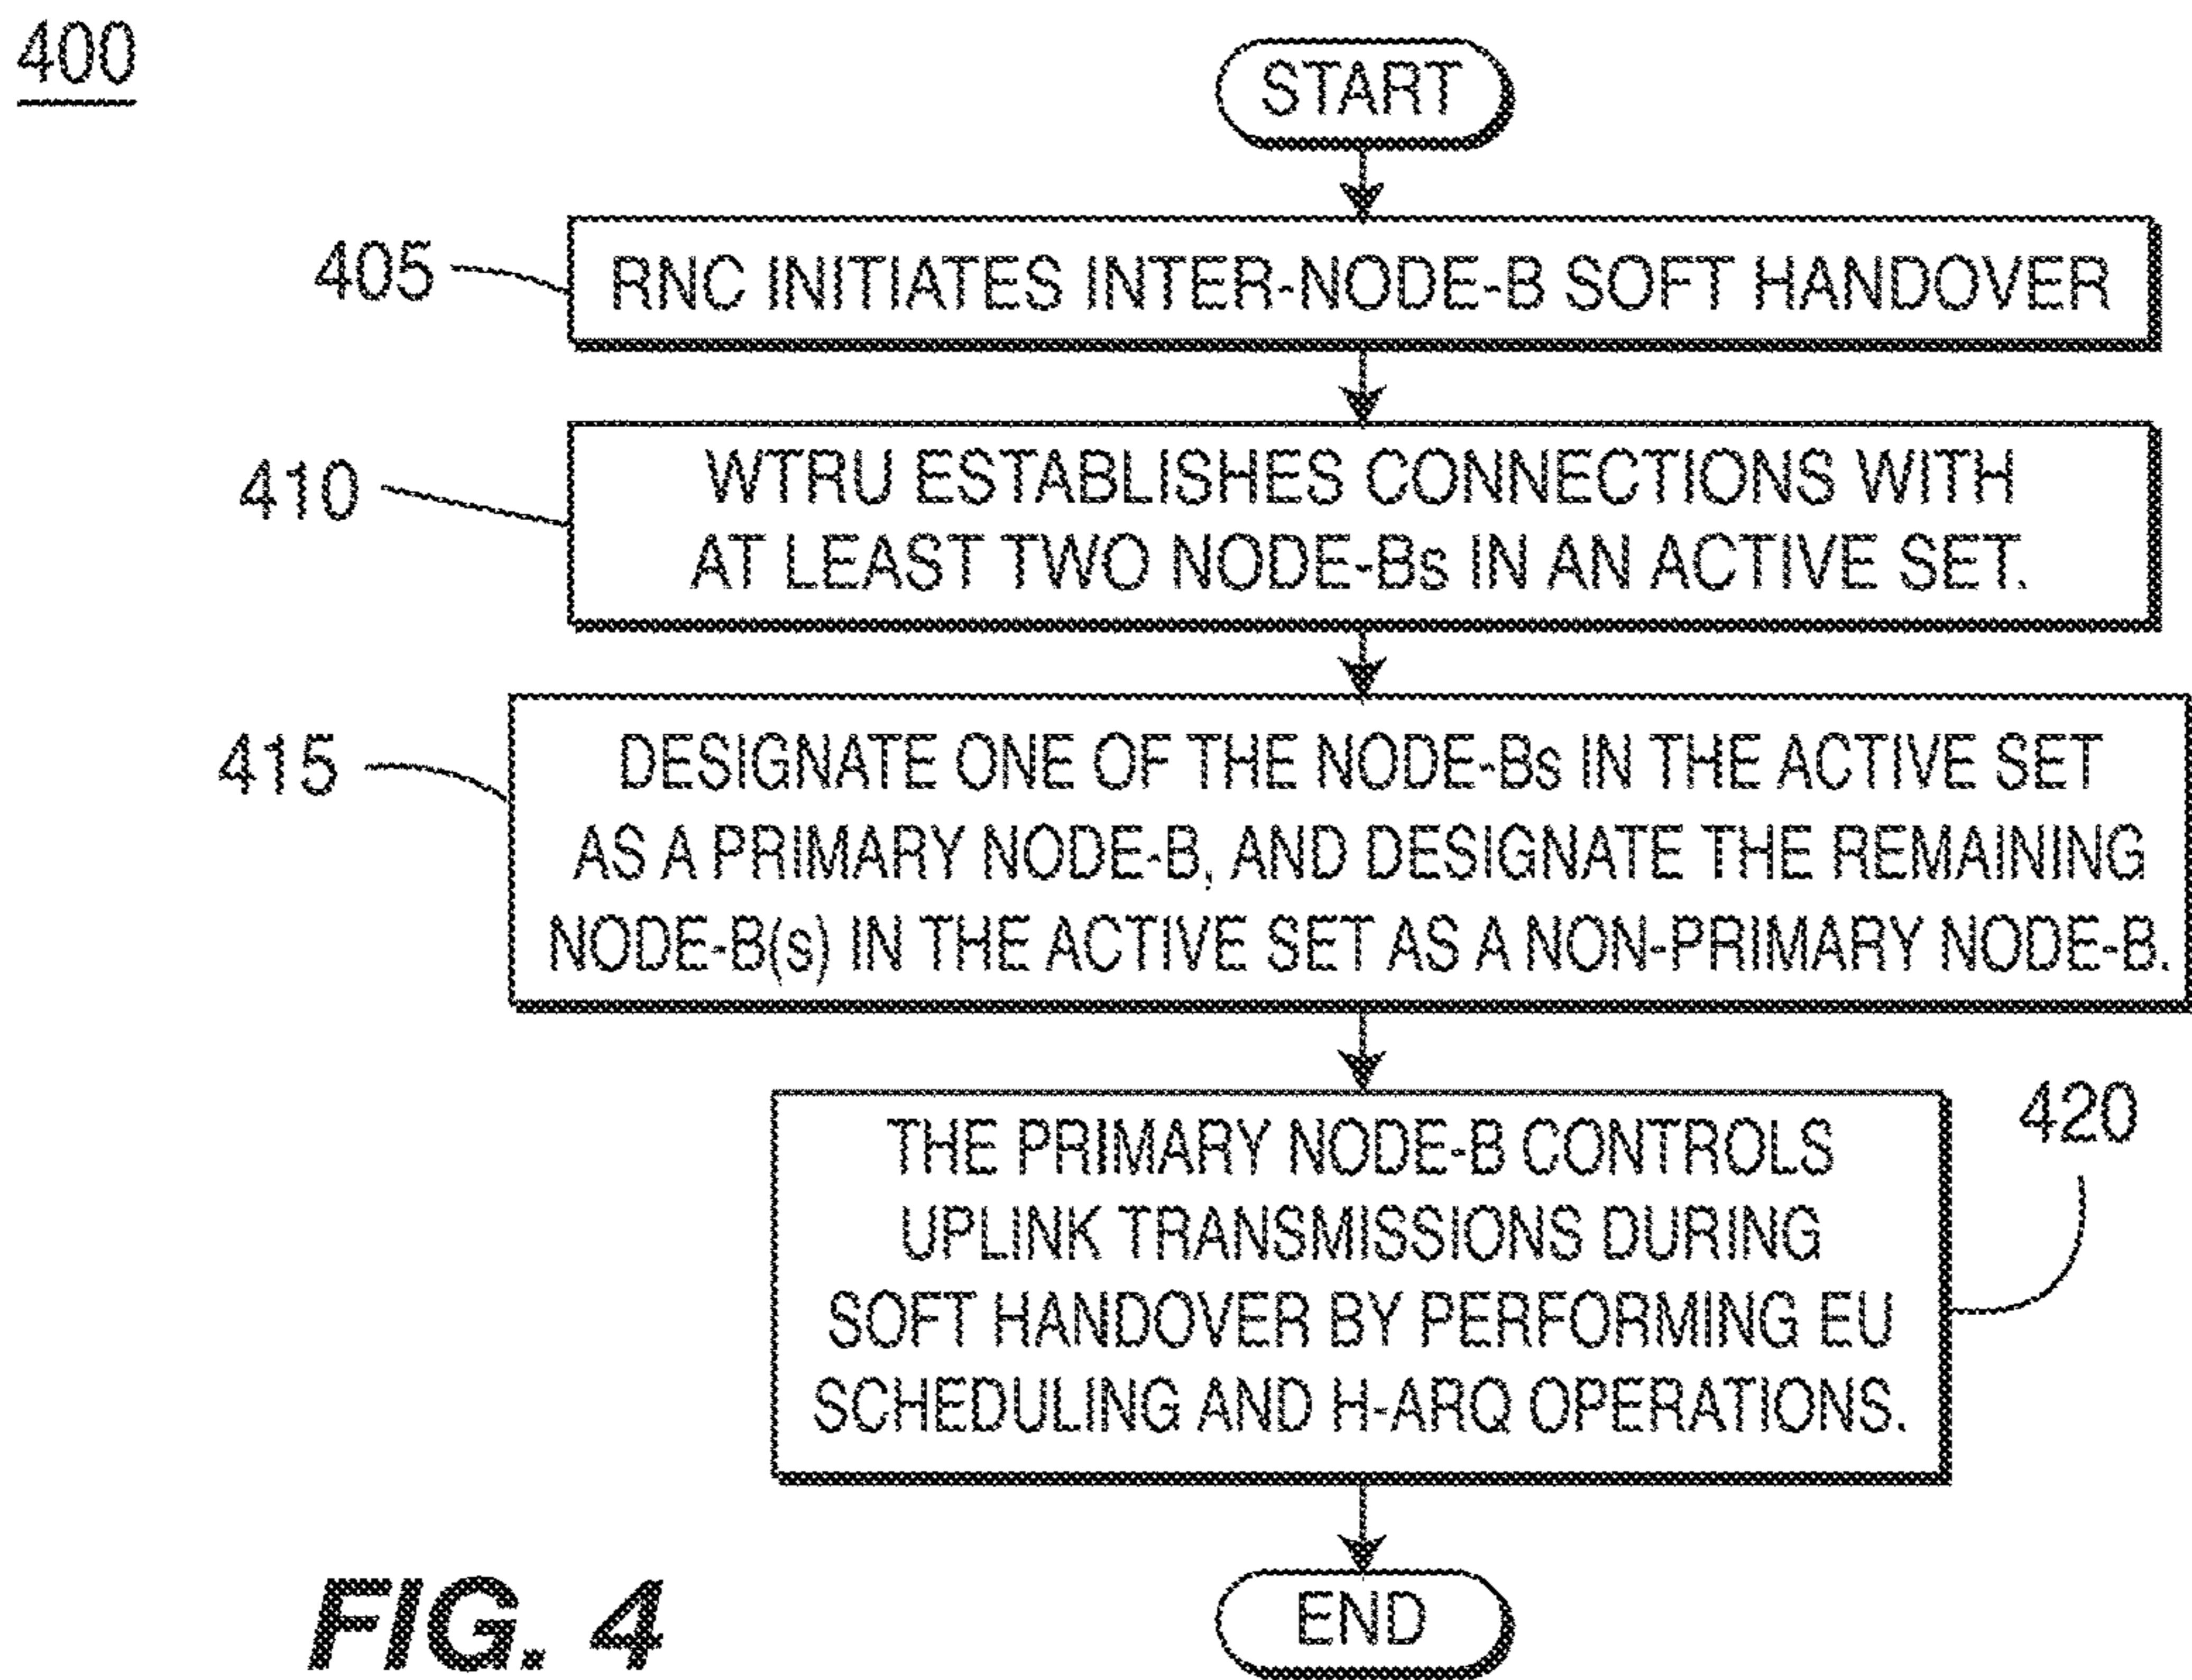 400
START
405
RNC INITIATES INTER-NODE-B SOFT HANDOVER
410
WTRU ESTABLISHES CONNECTIONS WITH
AT LEAST TWO NODE-Bs IN AN ACTIVE SET.
415
DESIGNATE ONE OF THE NODE-Bs IN THE ACTIVE SET
AS A PRIMARY NODE-B, AND DESIGNATE THE REMAINING
NODE-B(s) IN THE ACTIVE SET AS A NON-PRIMARY NODE-B.
420
THE PRIMARY NODE-B CONTROLS
UPLINK TRANSMISSIONS DURING
SOFT HANDOVER BY PERFORMING EU
SCHEDULING AND H-ARQ OPERATIONS.
END
FIG. 4